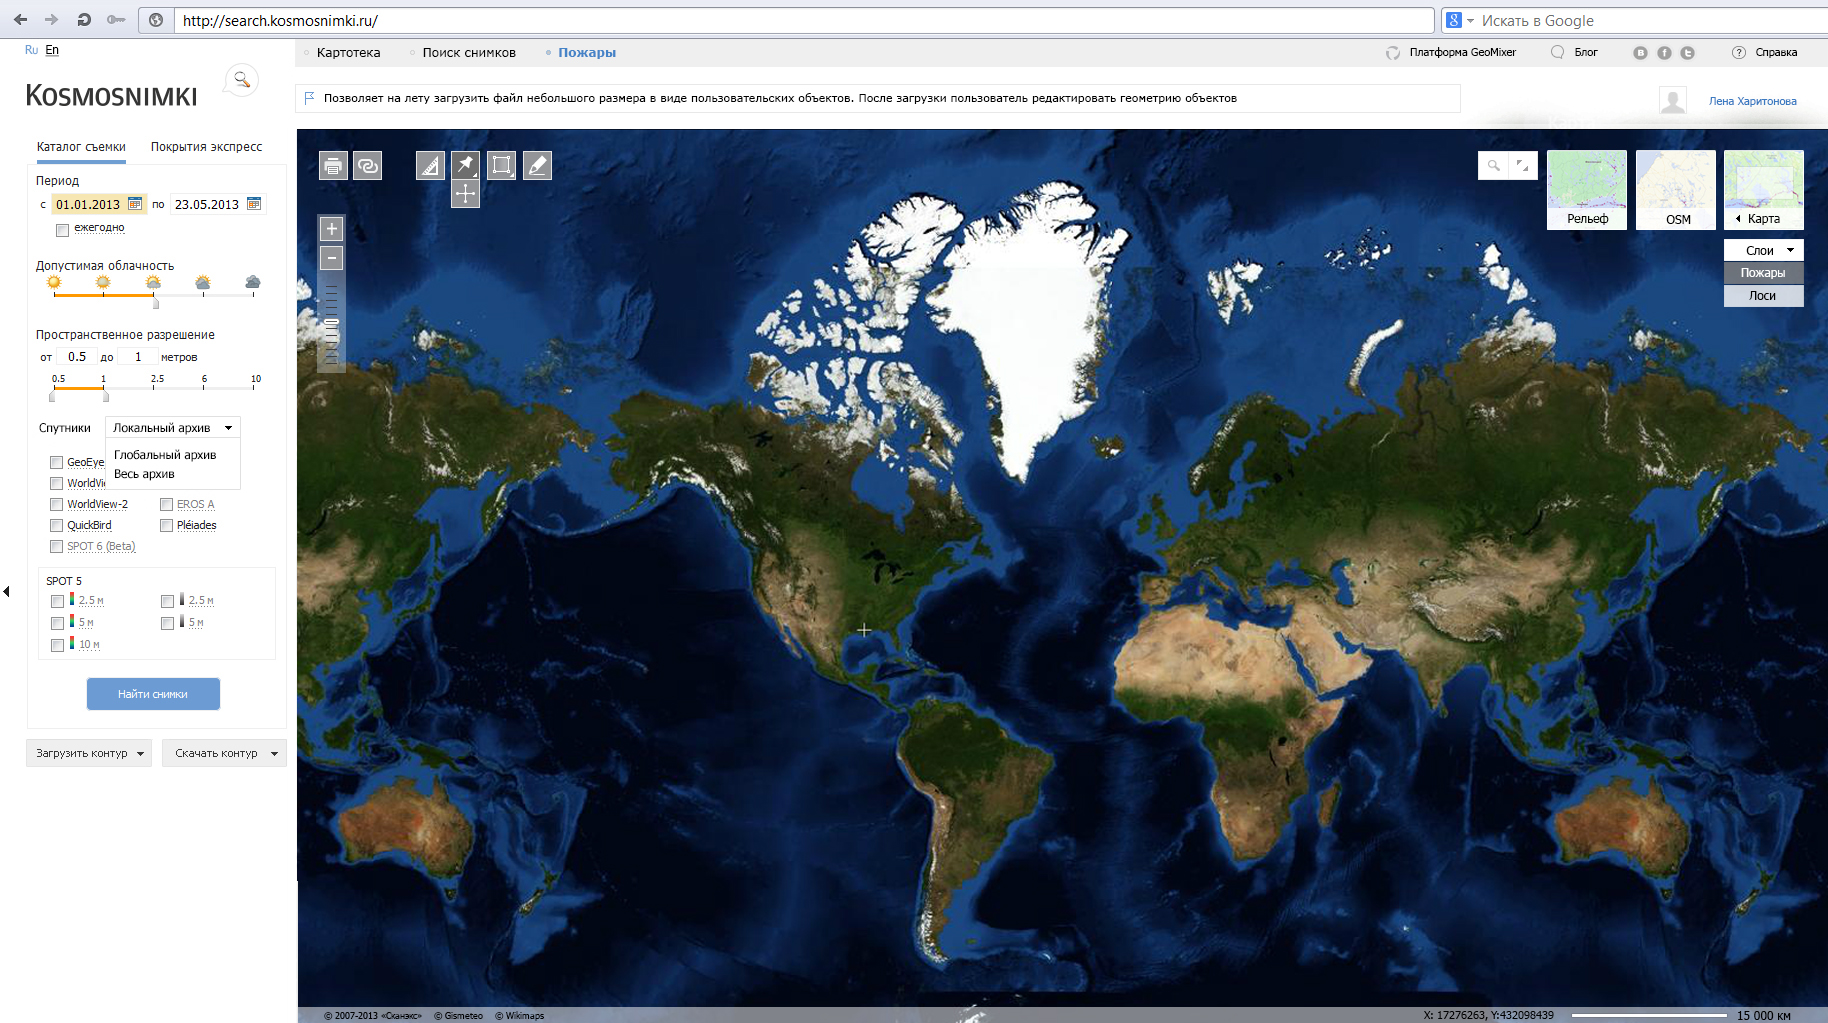 http://search.kosmosnimki.ru/
8 Искать в Google
Ru En
Картотека Поиск снимков Пожары Платформа GeoMixer Блог Справка
KOSMOSNIMKI
Позволяет на лету загрузить файл небольшого размера в виде пользовательских объектов. После загрузки пользователь редактировать геометрию объектов
Лена Харитонова
Каталог съемки Покрытия экспресс
Период
с 01.01.2013 по 23.05.2013
ежегодно
Допустимая облачность
Пространственное разрешение
от 0.5 до 1 метров
0.5 1 2.5 6 10
Спутники Локальный архив
Глобальный архив
Весь архив
GeoEye
WorldVi
WorldView-2 EROS A
QuickBird Pléiades
SPOT 6 (Beta)
SPOT 5
2.5 м 2.5 м
5 м 5 м
10 м
Найти снимки
Загрузить контур Скачать контур
+
−
Рельеф OSM Карта
Слои
Пожары
Лоси
© 2007-2013 «Сканэкс» © Gismeteo © Wikimaps
X: 17276263, Y:432098439 15 000 км